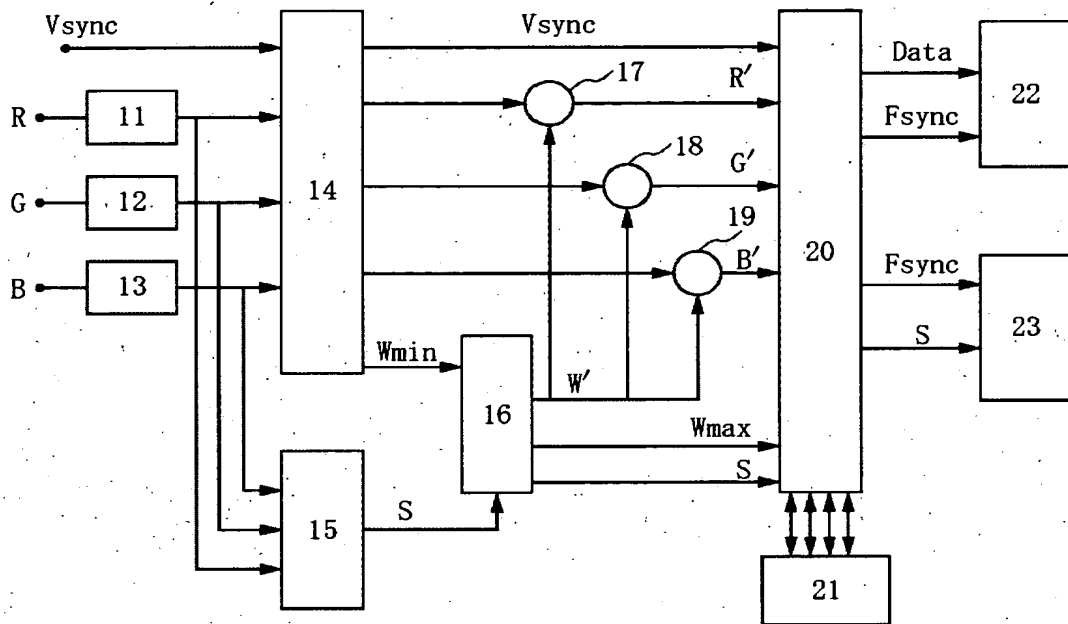 Vsync
Vsync
17
R′
Data
22
R
11
Fsync
18
G′
G
12
14
19
B′
20
B
13
Fsync
23
Wmin
S
16
W′
Wmax
S
15
S
21